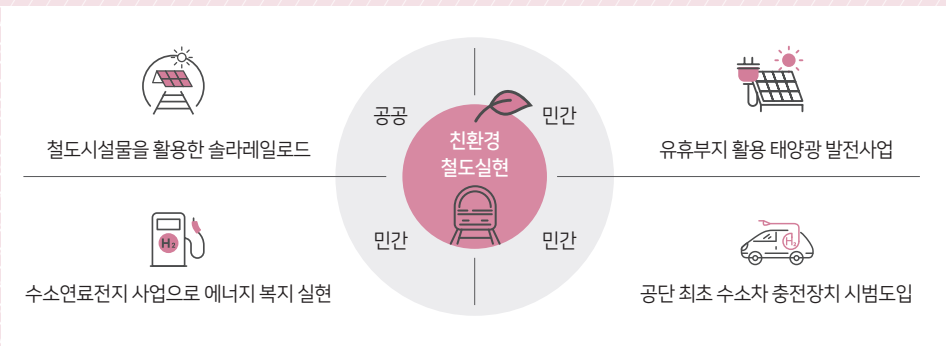 공공
민간
철도시설물을 활용한 솔라레일로드
친환경
철도실현
유휴부지 활용 태양광 발전사업
H₂
민간
민간
H₂
수소연료전지 사업으로 에너지 복지 실현
공단 최초 수소차 충전장치 시범도입